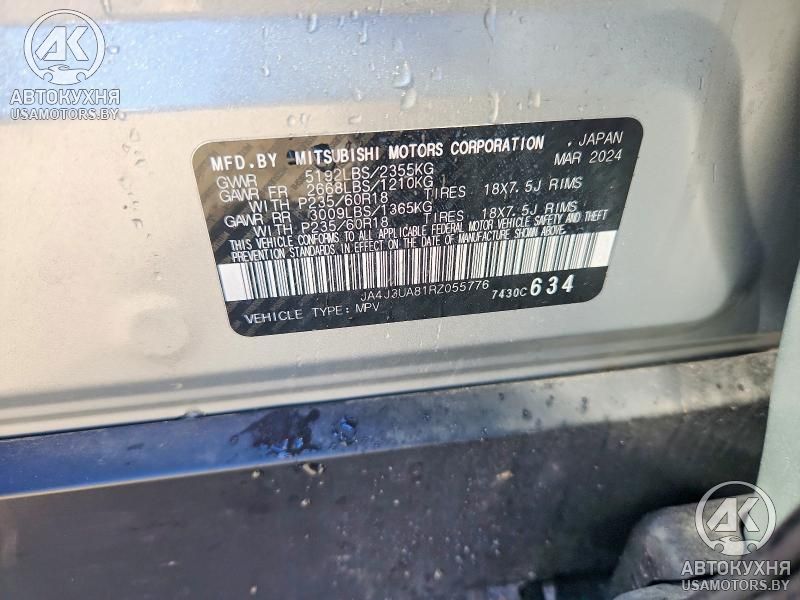 AK
АВТОКУХНЯ
USAMOTORS.BY
MFD.BY MITSUBISHI MOTORS CORPORATION , JAPAN
GVWR 5192LBS/2355KG MAR 2024
GAWR FR 2668LBS/1210KG
WITH P235/60R18 TIRES 18X7.5J RIMS
GAWR RR 3009LBS/1365KG
WITH P235/60R18 TIRES 18X7.5J RIMS
THIS VEHICLE CONFORMS TO ALL APPLICABLE FEDERAL MOTOR VEHICLE SAFETY AND THEFT
PREVENTION STANDARDS IN EFFECT ON THE DATE OF MANUFACTURE SHOWN ABOVE.
JA4J3UA81RZ055776
7430C 634
VEHICLE TYPE: MPV
AK
АВТОКУХНЯ
USAMOTORS.BY